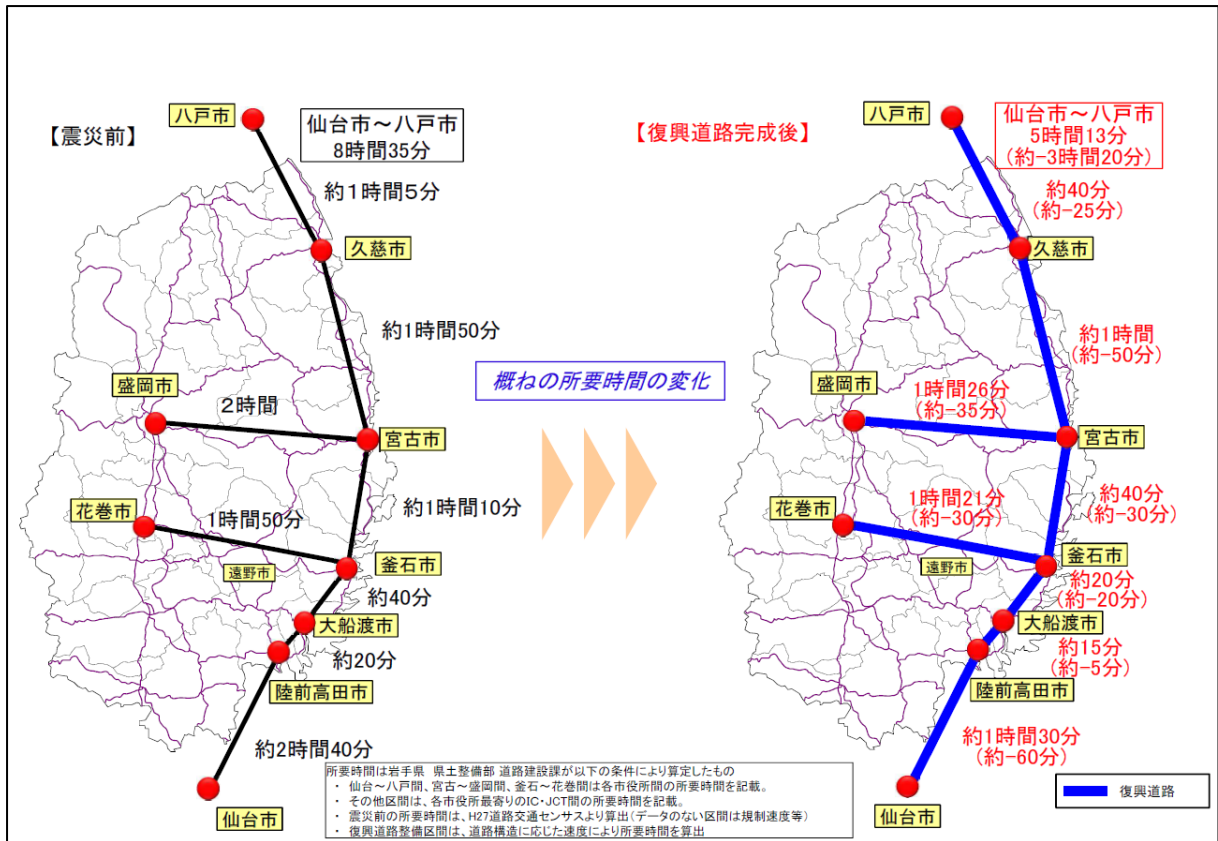 【震災前】
八戸市
仙台市～八戸市
8時間35分
約1時間5分
久慈市
約1時間50分
盛岡市
2時間
宮古市
約1時間10分
花巻市
1時間50分
遠野市
釜石市
約40分
大船渡市
約20分
陸前高田市
約2時間40分
仙台市
概ねの所要時間の変化
【復興道路完成後】
八戸市
仙台市～八戸市
5時間13分
(約-3時間20分)
約40分
(約-25分)
久慈市
約1時間
(約-50分)
盛岡市
1時間26分
(約-35分)
宮古市
約40分
(約-30分)
花巻市
1時間21分
(約-30分)
遠野市
釜石市
約20分
(約-20分)
大船渡市
約15分
(約-5分)
陸前高田市
約1時間30分
(約-60分)
仙台市
復興道路
所要時間は岩手県 県土整備部 道路建設課が以下の条件により算定したもの
・ 仙台～八戸間、宮古～盛岡間、釜石～花巻間は各市役所間の所要時間を記載。
・ その他区間は、各市役所最寄りのIC・JCT間の所要時間を記載。
・ 震災前の所要時間は、H27道路交通センサスより算出(データのない区間は規制速度等)
・ 復興道路整備区間は、道路構造に応じた速度により所要時間を算出